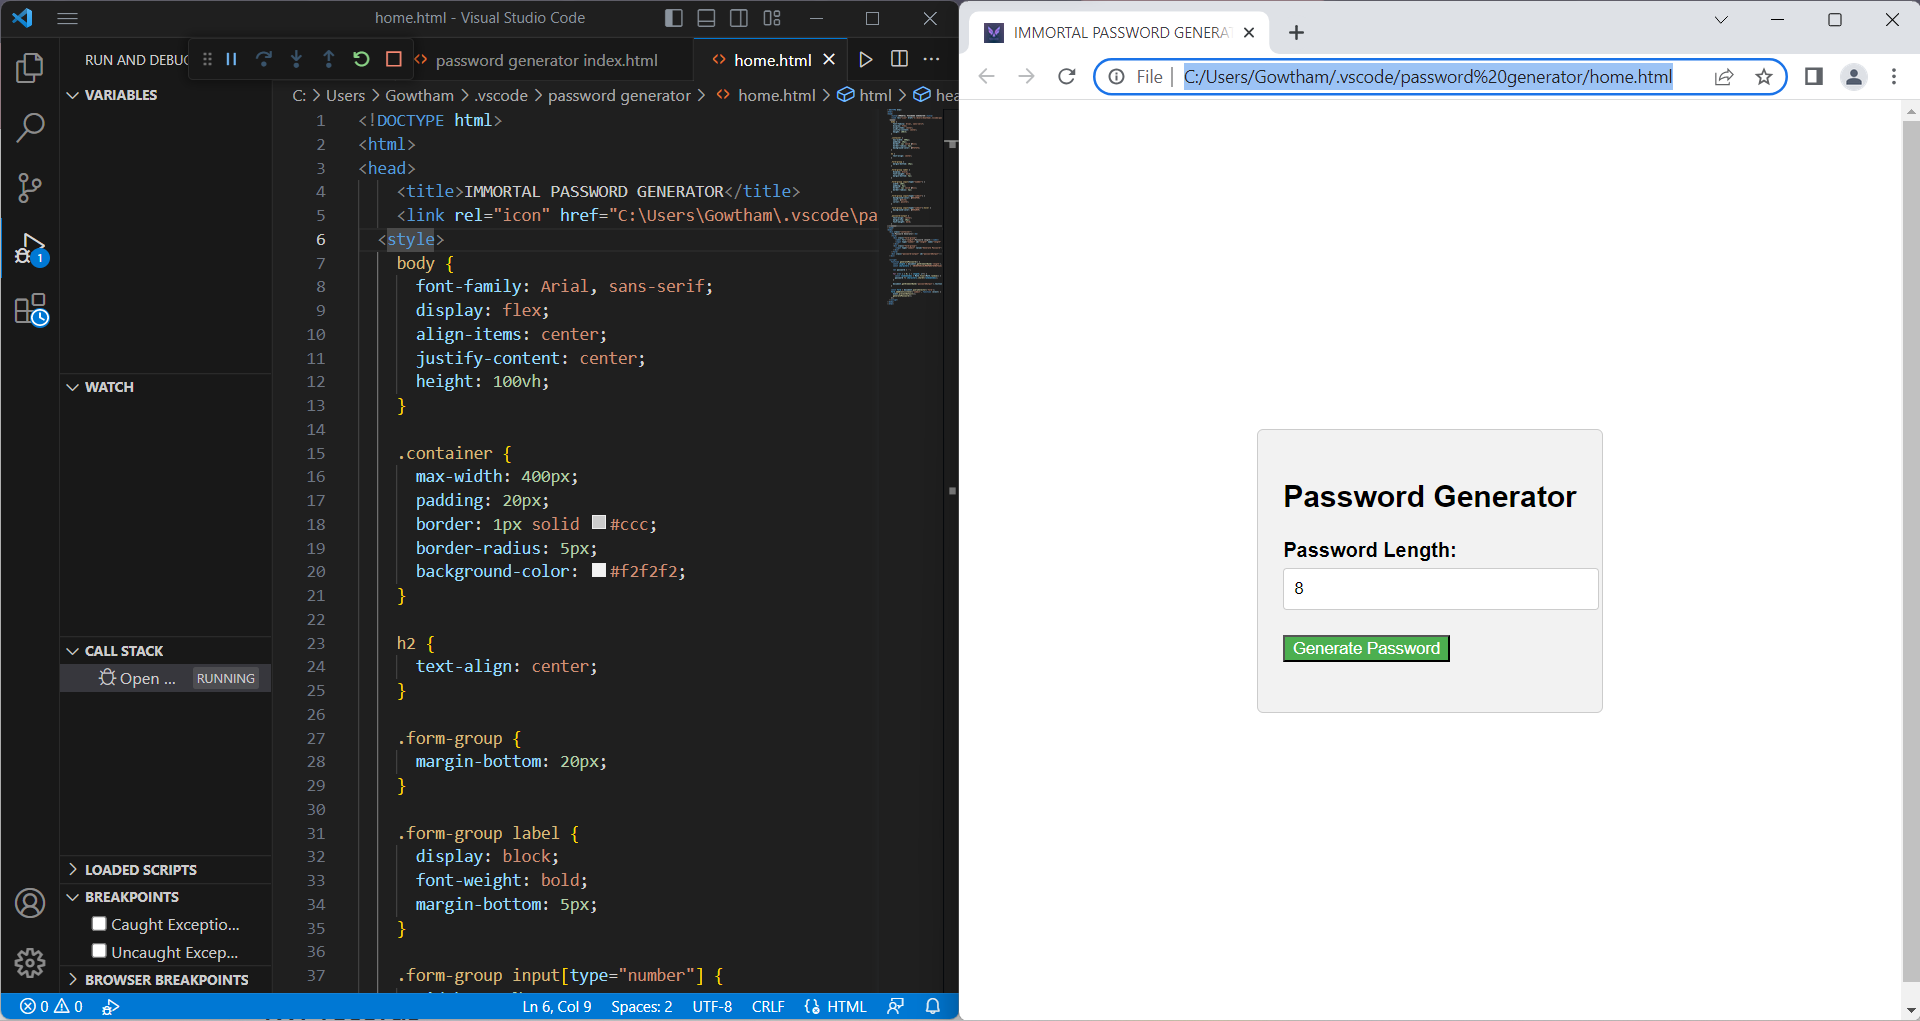 home.html - Visual Studio Code
RUN AND DEBUG
password generator index.html
home.html
VARIABLES
WATCH
CALL STACK
Open ...
RUNNING
LOADED SCRIPTS
BREAKPOINTS
Caught Exceptio...
Uncaught Excep...
BROWSER BREAKPOINTS
C: > Users > Gowtham > .vscode > password generator > home.html > html > hea
1 <!DOCTYPE html>
2 <html>
3 <head>
4 <title>IMMORTAL PASSWORD GENERATOR</title>
5 <link rel="icon" href="C:\Users\Gowtham\.vscode\pa
6 <style>
7 body {
8 font-family: Arial, sans-serif;
9 display: flex;
10 align-items: center;
11 justify-content: center;
12 height: 100vh;
13 }
14
15 .container {
16 max-width: 400px;
17 padding: 20px;
18 border: 1px solid #ccc;
19 border-radius: 5px;
20 background-color: #f2f2f2;
21 }
22
23 h2 {
24 text-align: center;
25 }
26
27 .form-group {
28 margin-bottom: 20px;
29 }
30
31 .form-group label {
32 display: block;
33 font-weight: bold;
34 margin-bottom: 5px;
35 }
36
37 .form-group input[type="number"] {
1
0 0
Ln 6, Col 9
Spaces: 2
UTF-8
CRLF
HTML
IMMORTAL PASSWORD GENERA
File | C:/Users/Gowtham/.vscode/password%20generator/home.html
Password Generator
Password Length:
8
Generate Password